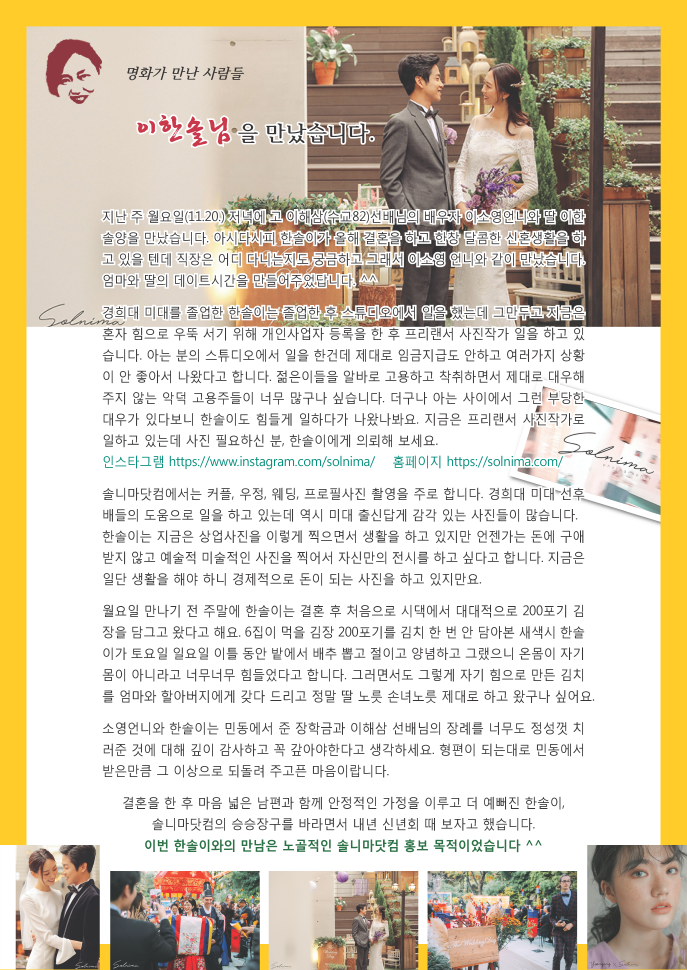 명화가 만난 사람들
이한솔님을 만났습니다.
지난 주 월요일(11.20.) 저녁에 고 이해삼(수교82)선배님의 배우자 이소영언니와 딸 이한
솔양을 만났습니다. 아시다시피 한솔이가 올해 결혼을 하고 한창 달콤한 신혼생활을 하
고 있을 텐데 직장은 어디 다니는지도 궁금하고 그래서 이소영 언니와 같이 만났습니다.
엄마와 딸의 데이트시간을 만들어주었답니다. ^^
경희대 미대를 졸업한 한솔이는 졸업한 후 스튜디오에서 일을 했는데 그만두고 지금은
Solnima
혼자 힘으로 우뚝 서기 위해 개인사업자 등록을 한 후 프리랜서 사진작가 일을 하고 있
습니다. 아는 분의 스튜디오에서 일을 한건데 제대로 임금지급도 안하고 여러가지 상황
이 안 좋아서 나왔다고 합니다. 젊은이들을 알바로 고용하고 착취하면서 제대로 대우해
주지 않는 악덕 고용주들이 너무 많구나 싶습니다. 더구나 아는 사이에서 그런 부당한
대우가 있다보니 한솔이도 힘들게 일하다가 나왔나봐요. 지금은 프리랜서 사진작가로
일하고 있는데 사진 필요하신 분, 한솔이에게 의뢰해 보세요.
Solnima
인스타그램 https://www.instagram.com/solnima/ 홈페이지 https://solnima.com/
솔니마닷컴에서는 커플, 우정, 웨딩, 프로필사진 촬영을 주로 합니다. 경희대 미대 선후
배들의 도움으로 일을 하고 있는데 역시 미대 출신답게 감각 있는 사진들이 많습니다.
한솔이는 지금은 상업사진을 이렇게 찍으면서 생활을 하고 있지만 언젠가는 돈에 구애
받지 않고 예술적 미술적인 사진을 찍어서 자신만의 전시를 하고 싶다고 합니다. 지금은
일단 생활을 해야 하니 경제적으로 돈이 되는 사진을 하고 있지만요.
월요일 만나기 전 주말에 한솔이는 결혼 후 처음으로 시댁에서 대대적으로 200포기 김
장을 담그고 왔다고 해요. 6집이 먹을 김장 200포기를 김치 한 번 안 담아본 새색시 한솔
이가 토요일 일요일 이틀 동안 밭에서 배추 뽑고 절이고 양념하고 그랬으니 온몸이 자기
몸이 아니라고 너무너무 힘들었다고 합니다. 그러면서도 그렇게 자기 힘으로 만든 김치
를 엄마와 할아버지에게 갖다 드리고 정말 딸 노릇 손녀노릇 제대로 하고 왔구나 싶어요.
소영언니와 한솔이는 민동에서 준 장학금과 이해삼 선배님의 장례를 너무도 정성껏 치
러준 것에 대해 깊이 감사하고 꼭 갚아야한다고 생각하세요. 형편이 되는대로 민동에서
받은만큼 그 이상으로 되돌려 주고픈 마음이랍니다.
결혼을 한 후 마음 넓은 남편과 함께 안정적인 가정을 이루고 더 예뻐진 한솔이,
솔니마닷컴의 승승장구를 바라면서 내년 신년회 때 보자고 했습니다.
이번 한솔이와의 만남은 노골적인 솔니마닷컴 홍보 목적이었습니다 ^^